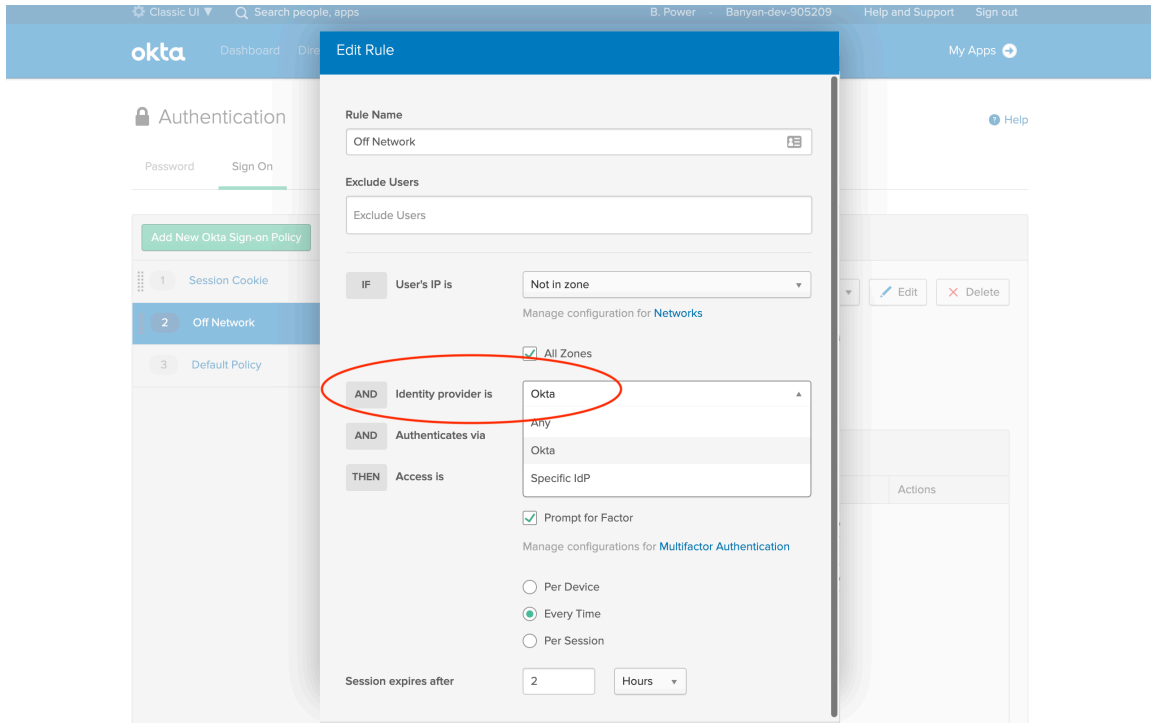 Classic UI ▼ Search people, apps B. Power · Banyan-dev-905209 Help and Support Sign out
okta Dashboard Dire My Apps
Edit Rule
Authentication
Help
Password Sign On
Rule Name
Off Network
Exclude Users
Exclude Users
Add New Okta Sign-on Policy
1 Session Cookie
2 Off Network
3 Default Policy
Edit Delete
IF User's IP is Not in zone
Manage configuration for Networks
All Zones
AND Identity provider is Okta
Any
AND Authenticates via
Okta
THEN Access is
Specific IdP
Actions
Prompt for Factor
Manage configurations for Multifactor Authentication
Per Device
Every Time
Per Session
Session expires after 2 Hours